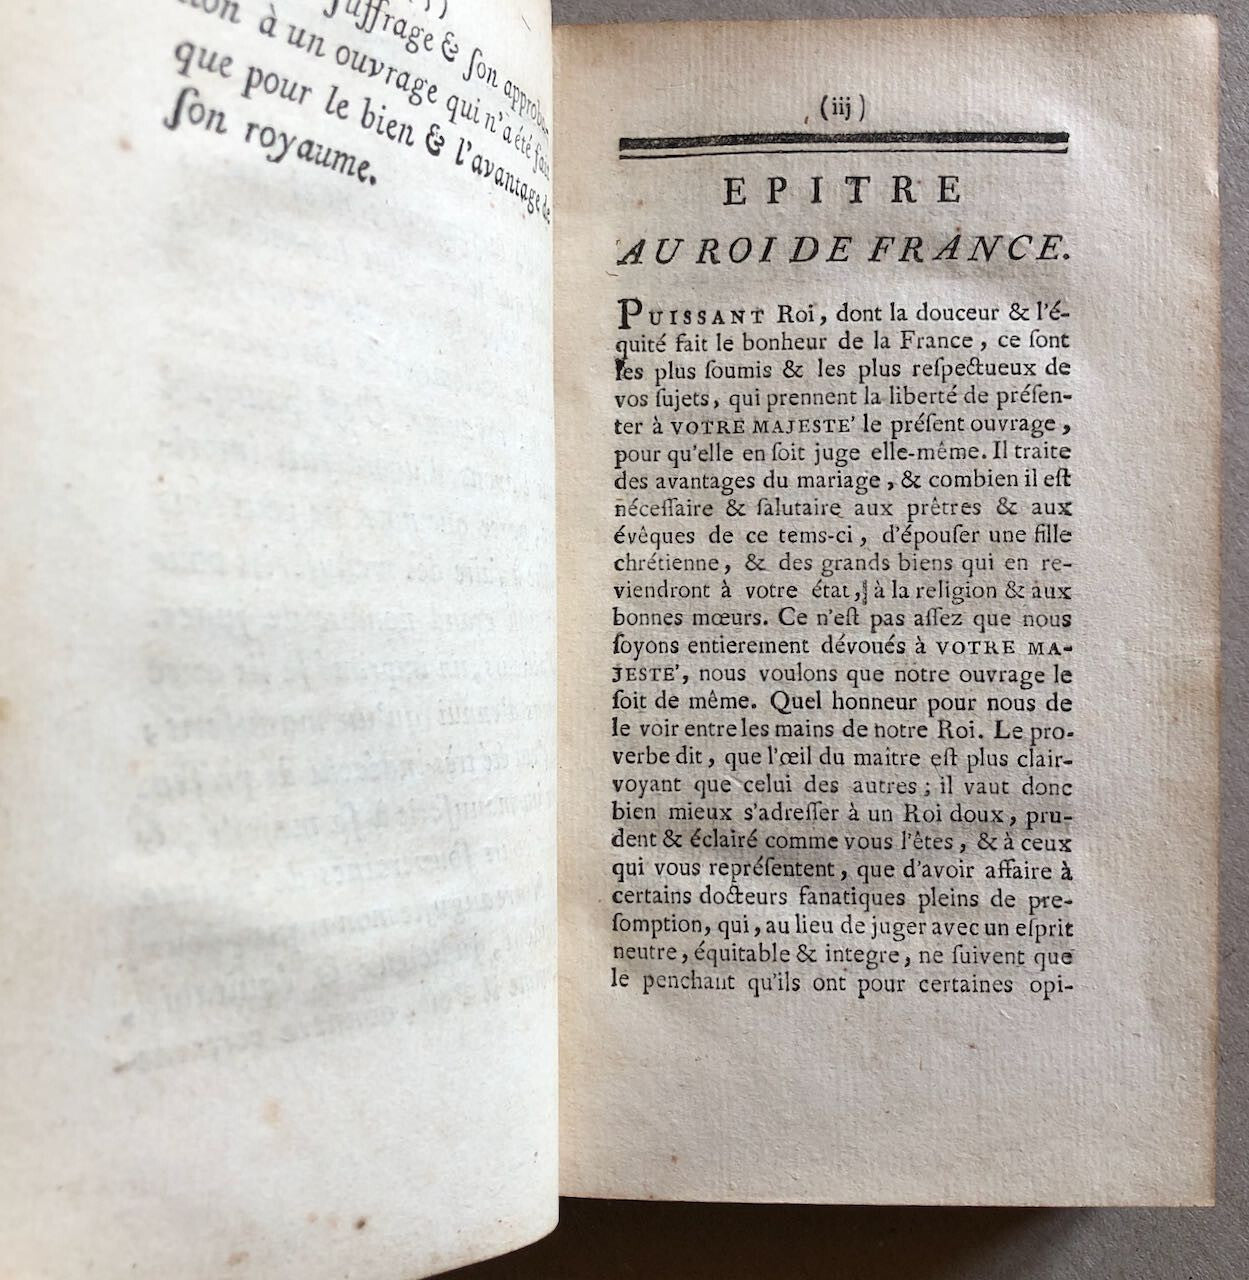 ſuffrage & ſon approba-
à un ouvrage qui n'a été fait
que pour le bien & l'avantage de
ſon royaume.
(iij)
EPITRE
AU ROI DE FRANCE.
PUISSANT Roi, dont la douceur & l'é-
quité fait le bonheur de la France, ce ſont
les plus ſoumis & les plus reſpectueux de
vos ſujets, qui prennent la liberté de préſen-
ter à VOTRE MAJESTE' le préſent ouvrage,
pour qu'elle en ſoit juge elle-même. Il traite
des avantages du mariage, & combien il eſt
néceſſaire & ſalutaire aux prêtres & aux
évêques de ce tems-ci, d'épouſer une fille
chrétienne, & des grands biens qui en re-
viendront à votre état, à la religion & aux
bonnes mœurs. Ce n'eſt pas aſſez que nous
ſoyons entierement dévoués à VOTRE MA-
JESTE', nous voulons que notre ouvrage le
ſoit de même. Quel honneur pour nous de
le voir entre les mains de notre Roi. Le pro-
verbe dit, que l'œil du maître eſt plus clair-
voyant que celui des autres; il vaut donc
bien mieux s'adreſſer à un Roi doux, pru-
dent & éclairé comme vous l'êtes, & à ceux
qui vous repréſentent, que d'avoir affaire à
certains docteurs fanatiques pleins de pre-
ſomption, qui, au lieu de juger avec un eſprit
neutre, équitable & integre, ne ſuivent que
le penchant qu'ils ont pour certaines opi-